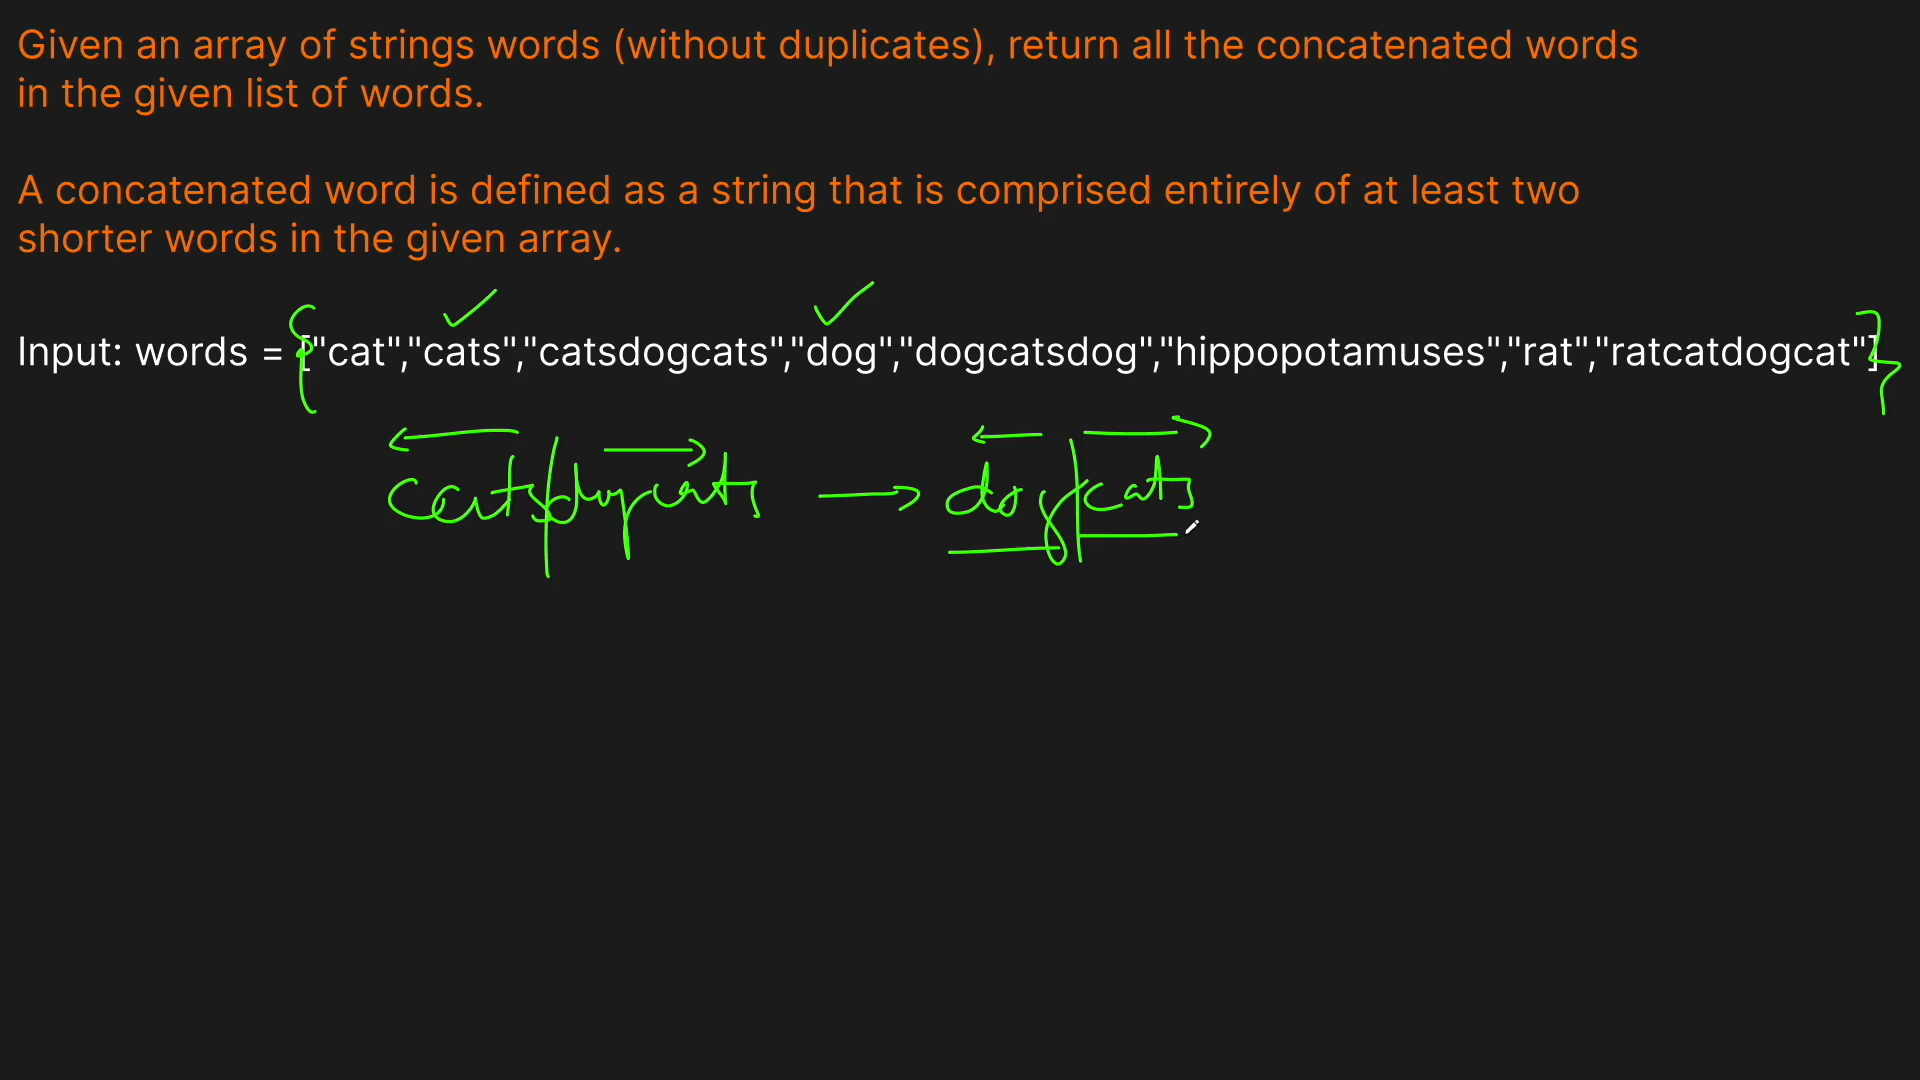 Given an array of strings words (without duplicates), return all the concatenated words
in the given list of words.
A concatenated word is defined as a string that is comprised entirely of at least two
shorter words in the given array.
Input: words = ["cat","cats","catsdogcats","dog","dogcatsdog","hippopotamuses","rat","ratcatdogcat"]
catsdogcats → dogcats